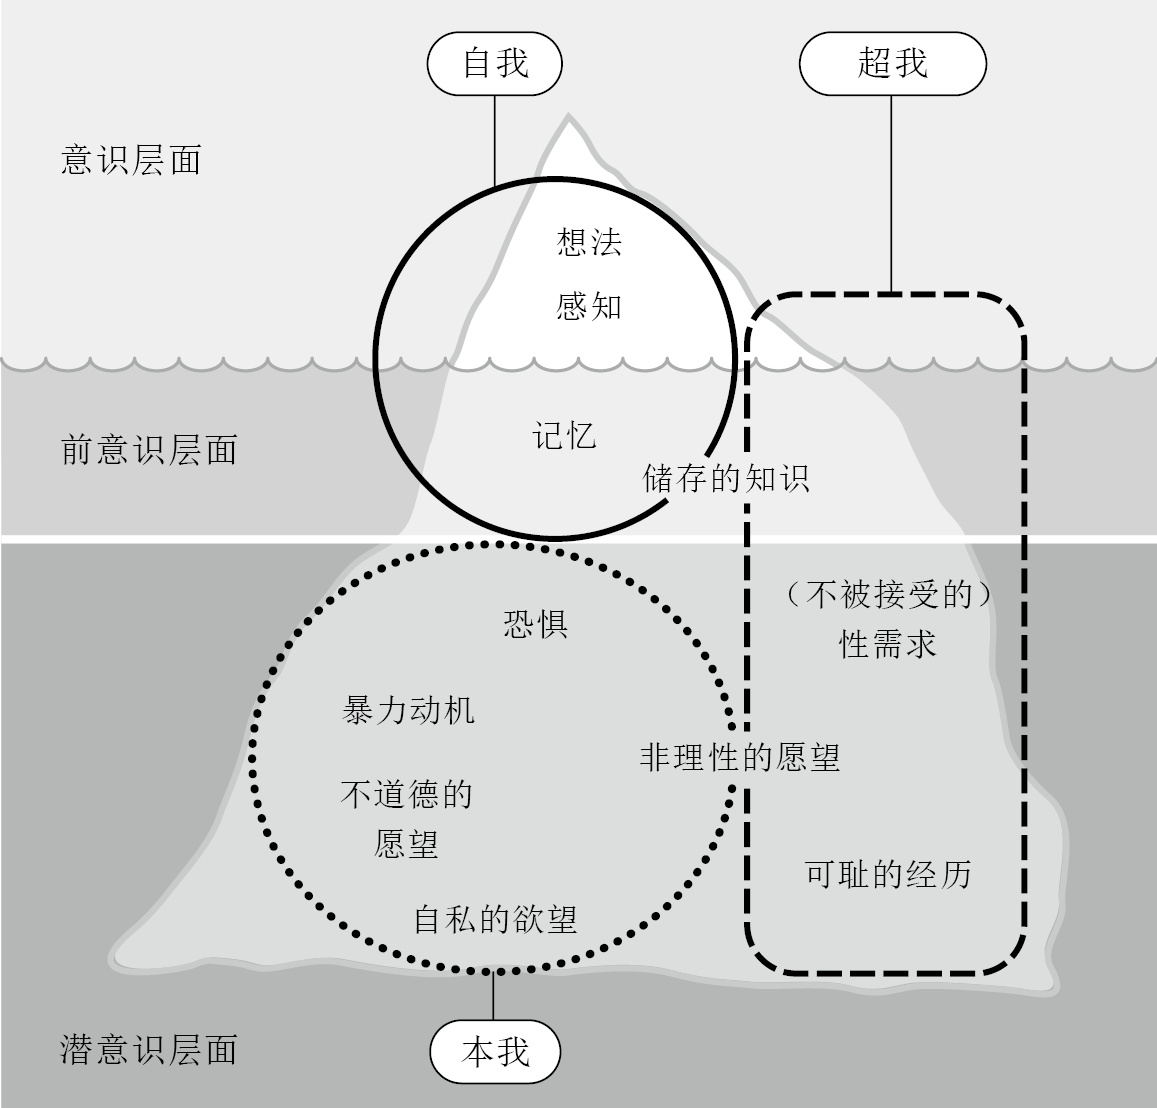 自我
超我
意识层面
想法
感知
记忆
前意识层面
储存的知识
（不被接受的）
性需求
恐惧
暴力动机
非理性的愿望
不道德的
愿望
可耻的经历
自私的欲望
潜意识层面
本我